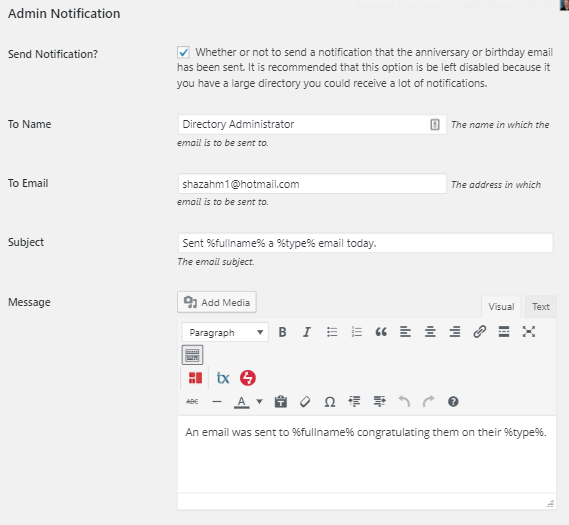 Admin Notification
Send Notification?
Whether or not to send a notification that the anniversary or birthday email
has been sent. It is recommended that this option is be left disabled because it
you have a large directory you could receive a lot of notifications.
To Name
Directory Administrator
The name in which the
email is to be sent to.
To Email
shazahm1@hotmail.com
The address in which
email is to be sent to.
Subject
Sent %fullname% a %type% email today.
The email subject.
Message
Add Media
Visual
Text
Paragraph
B I
tx
ABC
A
Ω
An email was sent to %fullname% congratulating them on their %type%.